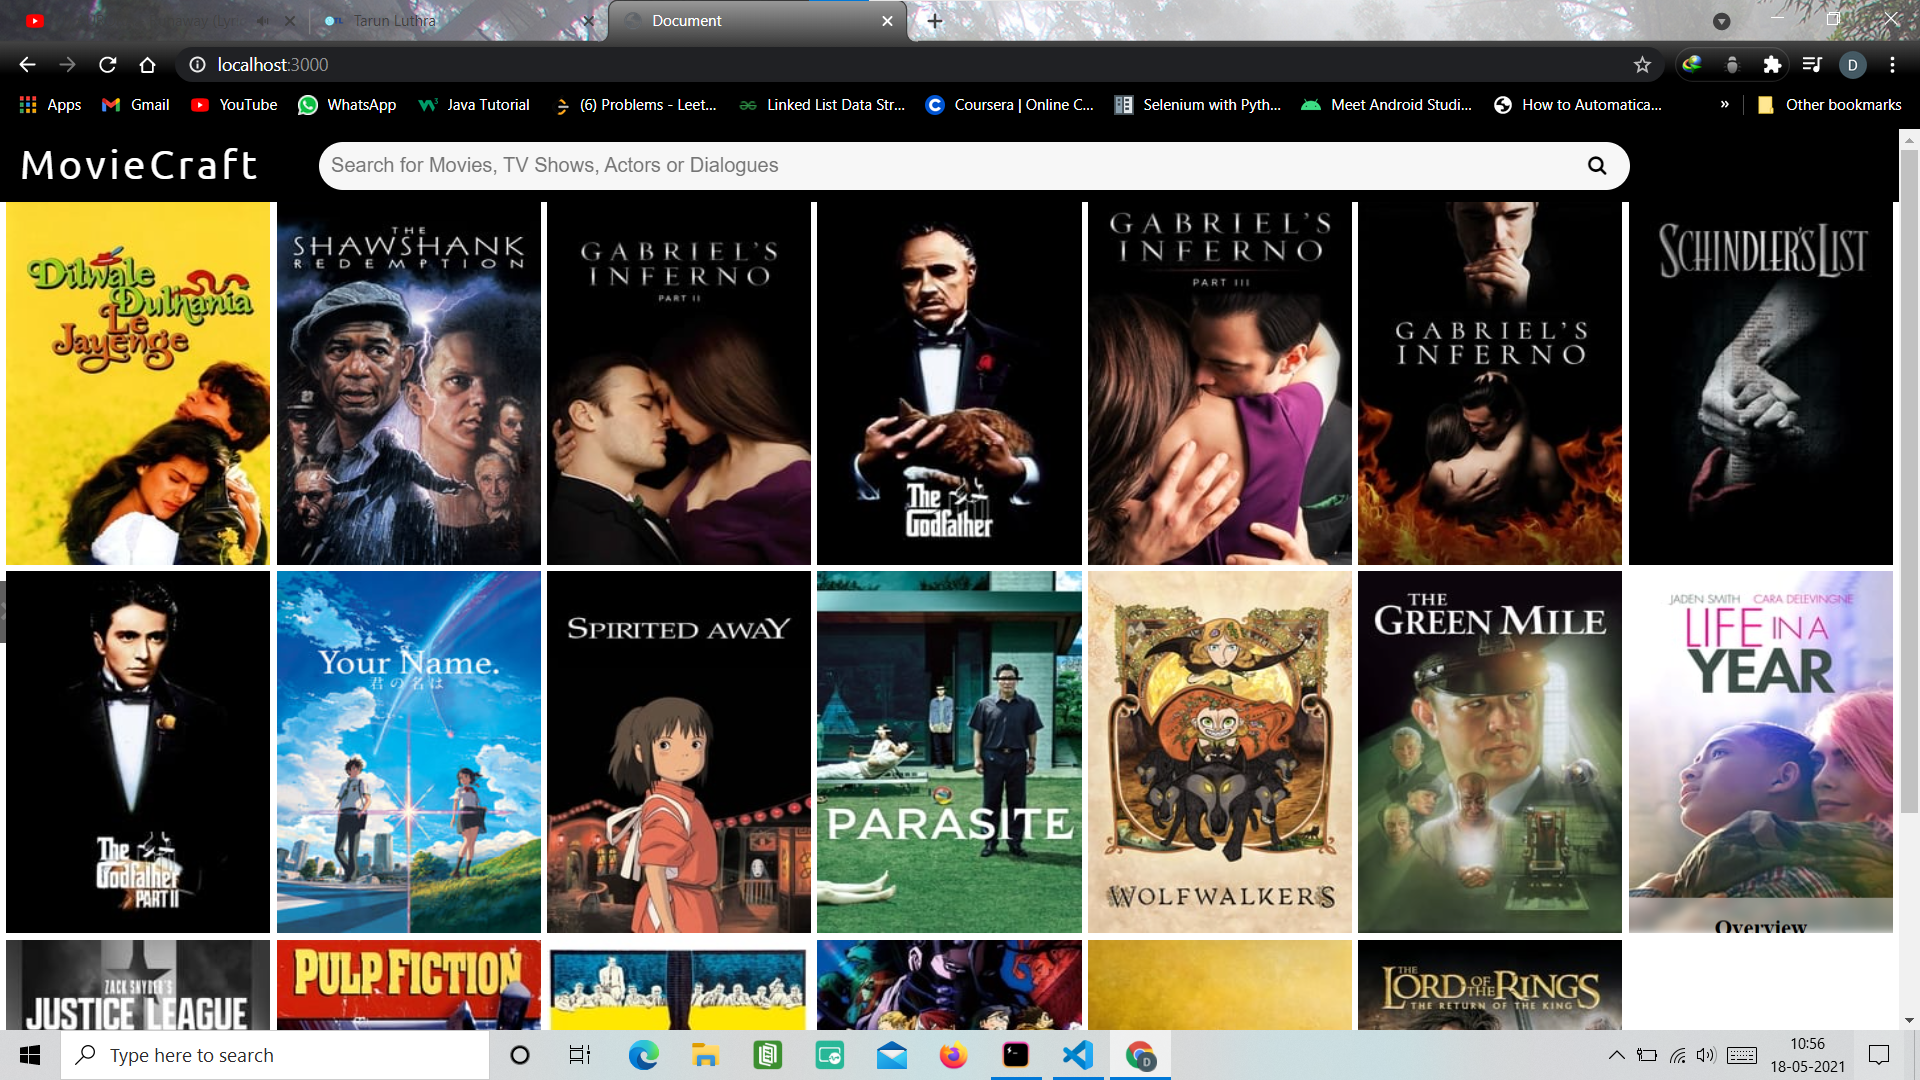 Tarun Luthra
Document
localhost:3000
D
Apps
Gmail
YouTube
WhatsApp
Java Tutorial
(6) Problems - Leet...
Linked List Data Str...
Coursera | Online C...
Selenium with Pyth...
Meet Android Studi...
How to Automatica...
»
Other bookmarks
MovieCraft
Search for Movies, TV Shows, Actors or Dialogues
Dilwale
Dulhania
Le
Jayenge
THE
SHAWSHANK
REDEMPTION
GABRIEL'S
INFERNO
PART II
The
Godfather
GABRIEL'S
INFERNO
PART III
GABRIEL'S
INFERNO
SCHINDLER'S LIST
The
Godfather
PART II
Your Name.
君の名は
SPIRITED AWAY
PARASITE
WOLFWALKERS
THE
GREEN MILE
JADEN SMITH CARA DELEVINGNE
LIFE IN A
YEAR
Overview
ZACK SNYDER'S
JUSTICE LEAGUE
PULP FICTION
THE
LORD OF THE RINGS
THE RETURN OF THE KING
Type here to search
D
10:56
18-05-2021